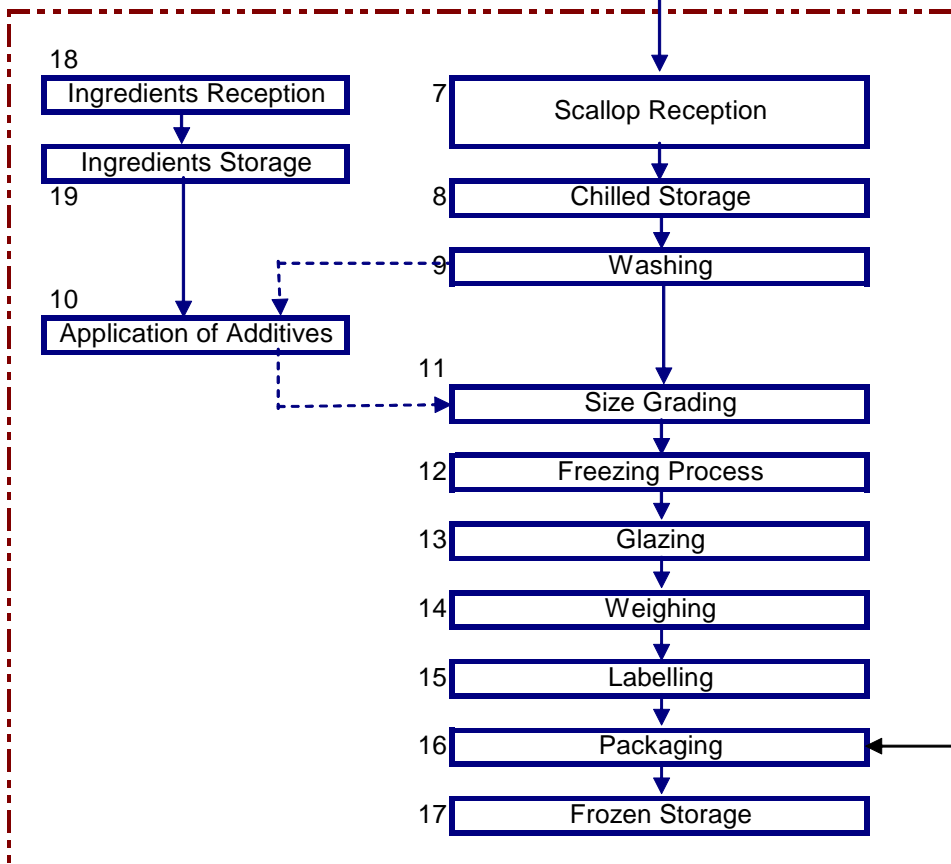 18
Ingredients Reception
Ingredients Storage
19
10
Application of Additives
7
Scallop Reception
8
Chilled Storage
9
Washing
11
Size Grading
12
Freezing Process
13
Glazing
14
Weighing
15
Labelling
16
Packaging
17
Frozen Storage